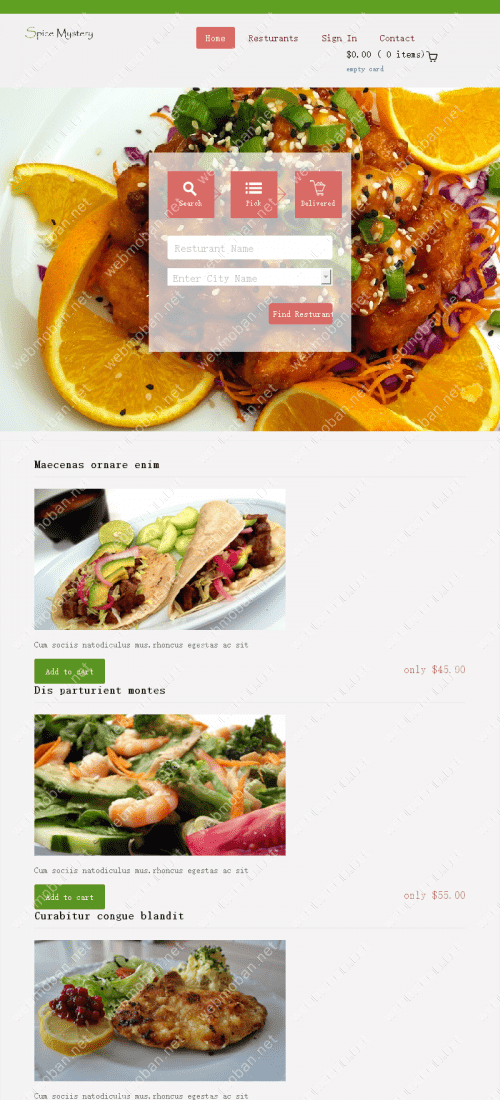 Spice Mystery
Home Resturants Sign In Contact
$0.00 ( 0 items)
empty card
Search Pick Delivered
Resturant Name
Enter City Name
Find Resturant
Maecenas ornare enim
Cum sociis natodiculus mus,rhoncus egestas ac sit
Add to cart only $45.00
Dis parturient montes
Cum sociis natodiculus mus,rhoncus egestas ac sit
Add to cart only $55.00
Curabitur congue blandit
Cum sociis natodiculus mus,rhoncus egestas ac sit
webmoban.net